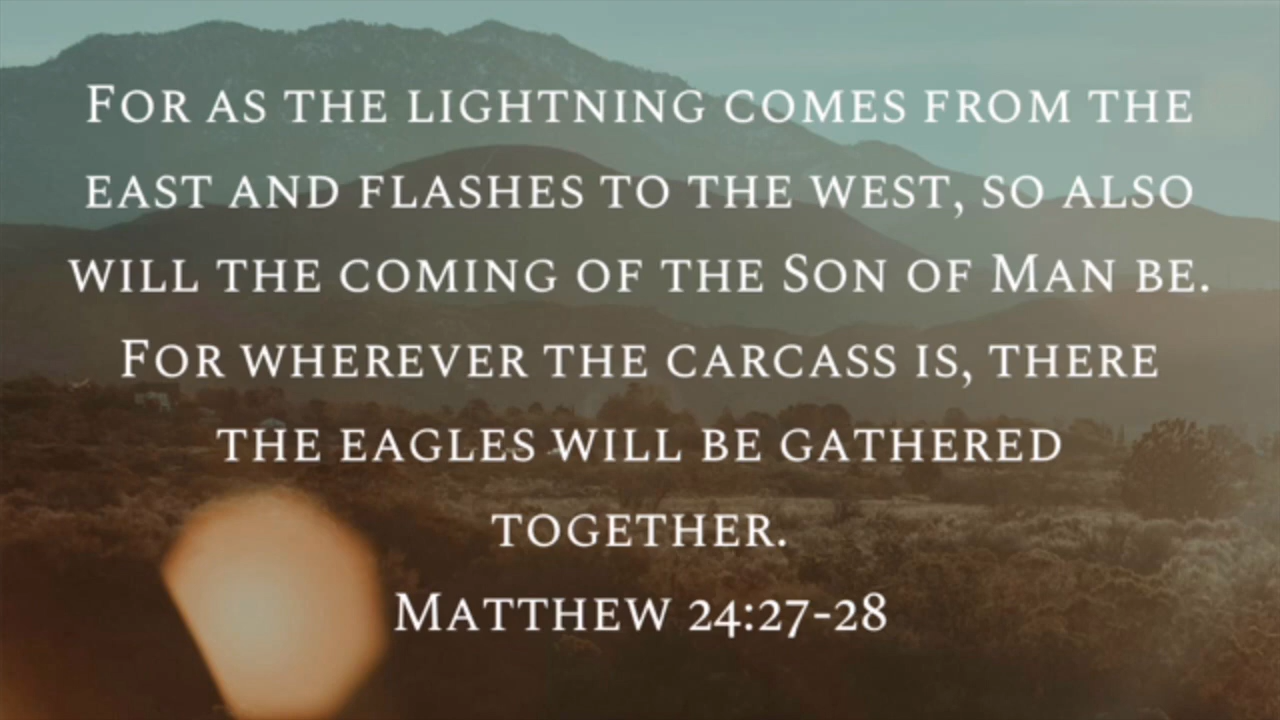 For as the lightning comes from the
east and flashes to the west, so also
will the coming of the Son of Man be.
For wherever the carcass is, there
the eagles will be gathered
together.
Matthew 24:27-28